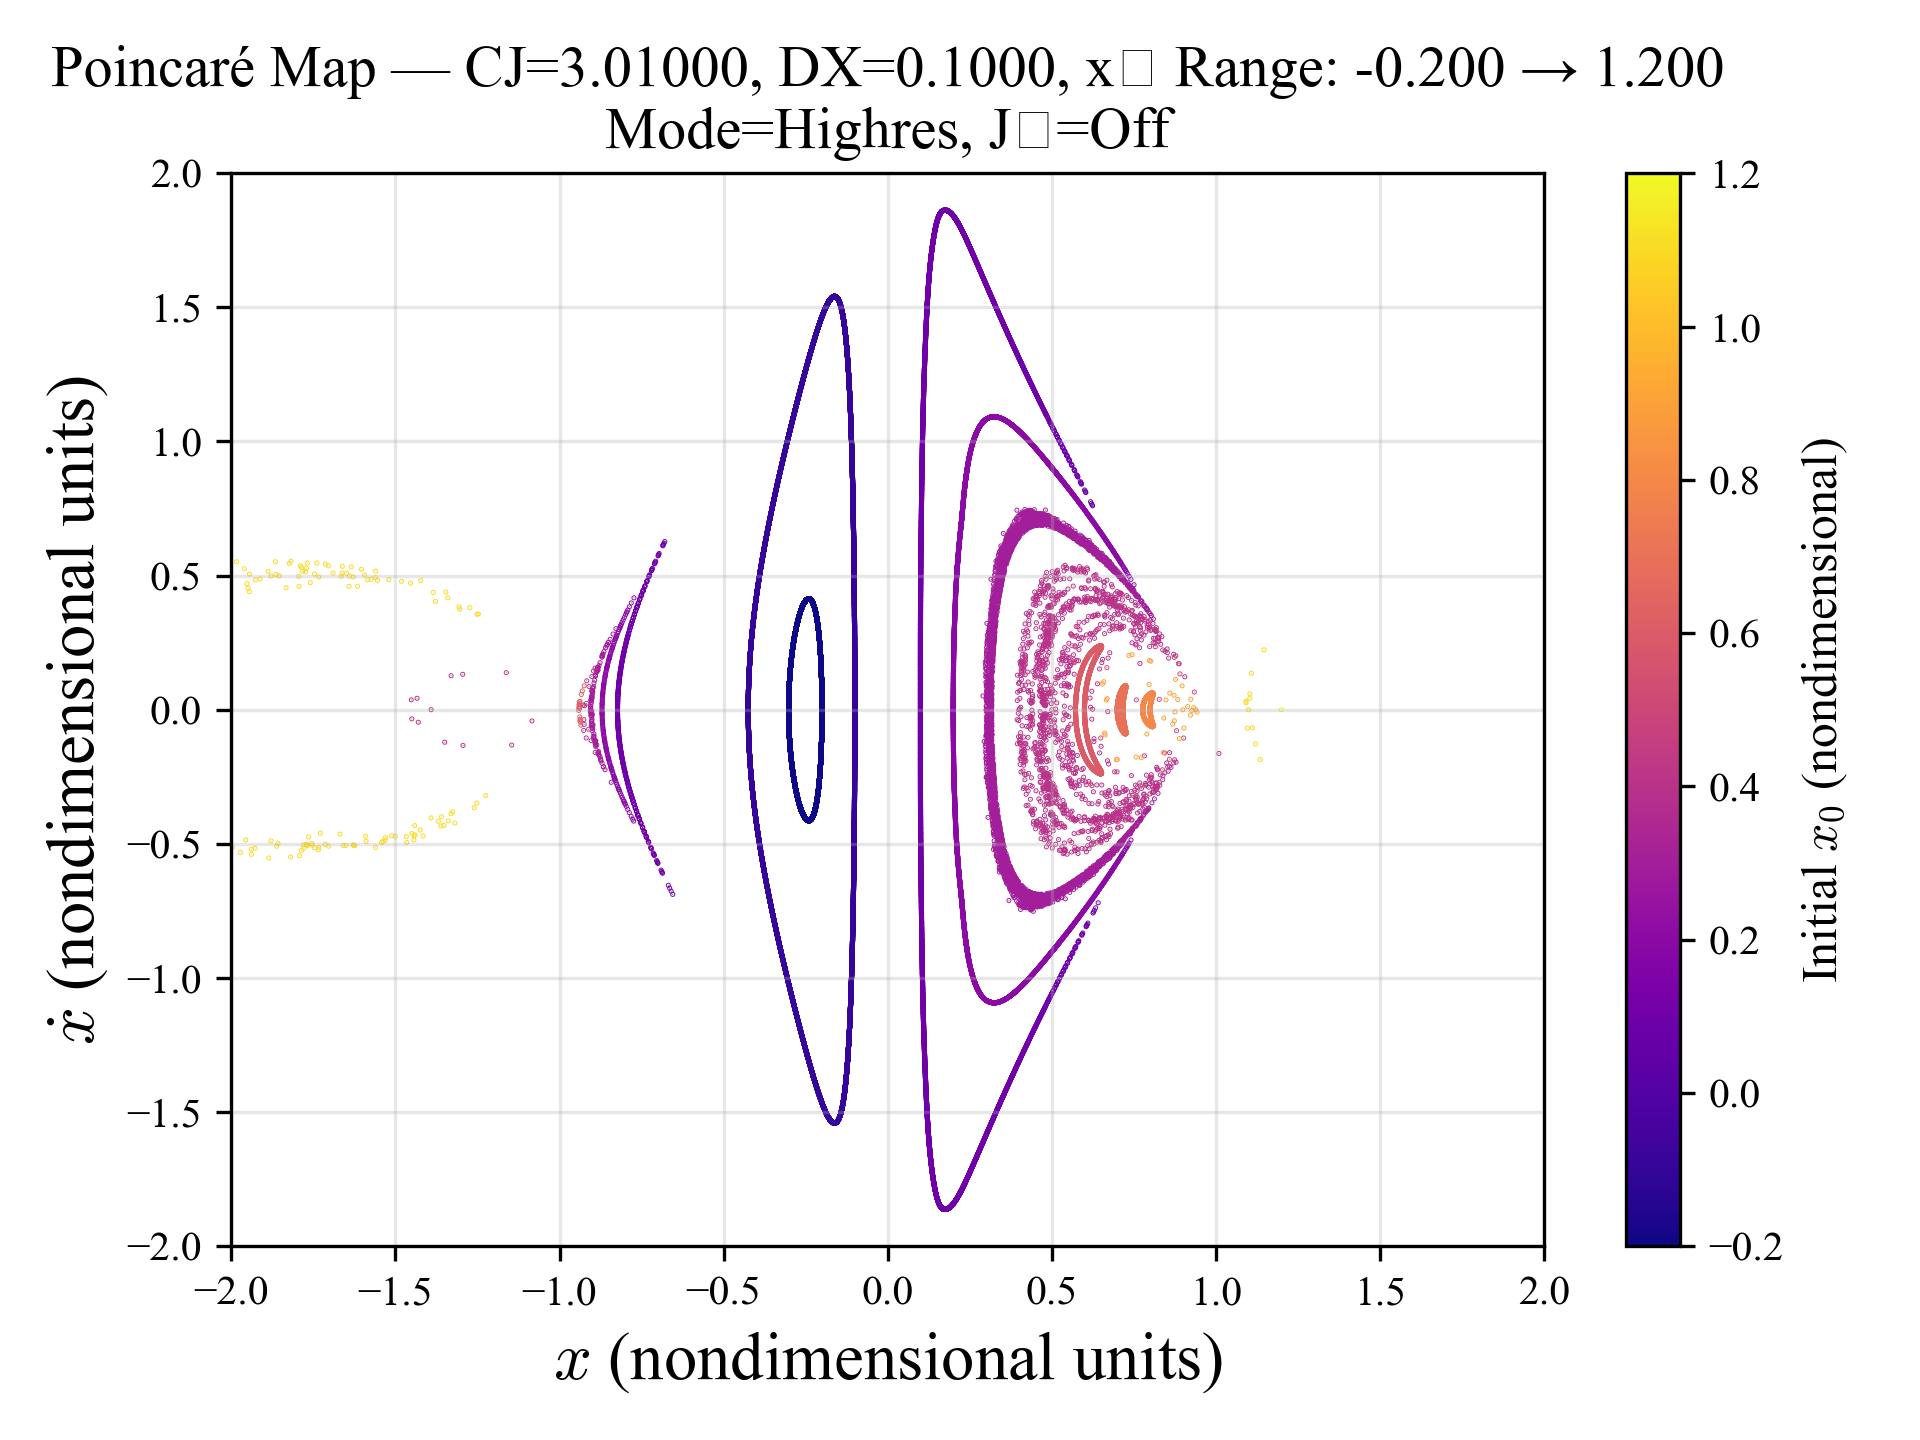 Poincaré Map — CJ=3.01000, DX=0.1000, x□ Range: -0.200 → 1.200
Mode=Highres, J□=Off
2.0
1.5
1.0
0.5
0.0
−0.5
−1.0
−1.5
−2.0
ẋ (nondimensional units)
−2.0 −1.5 −1.0 −0.5 0.0 0.5 1.0 1.5 2.0
x (nondimensional units)
1.2
1.0
0.8
0.6
0.4
0.2
0.0
−0.2
Initial x₀ (nondimensional)